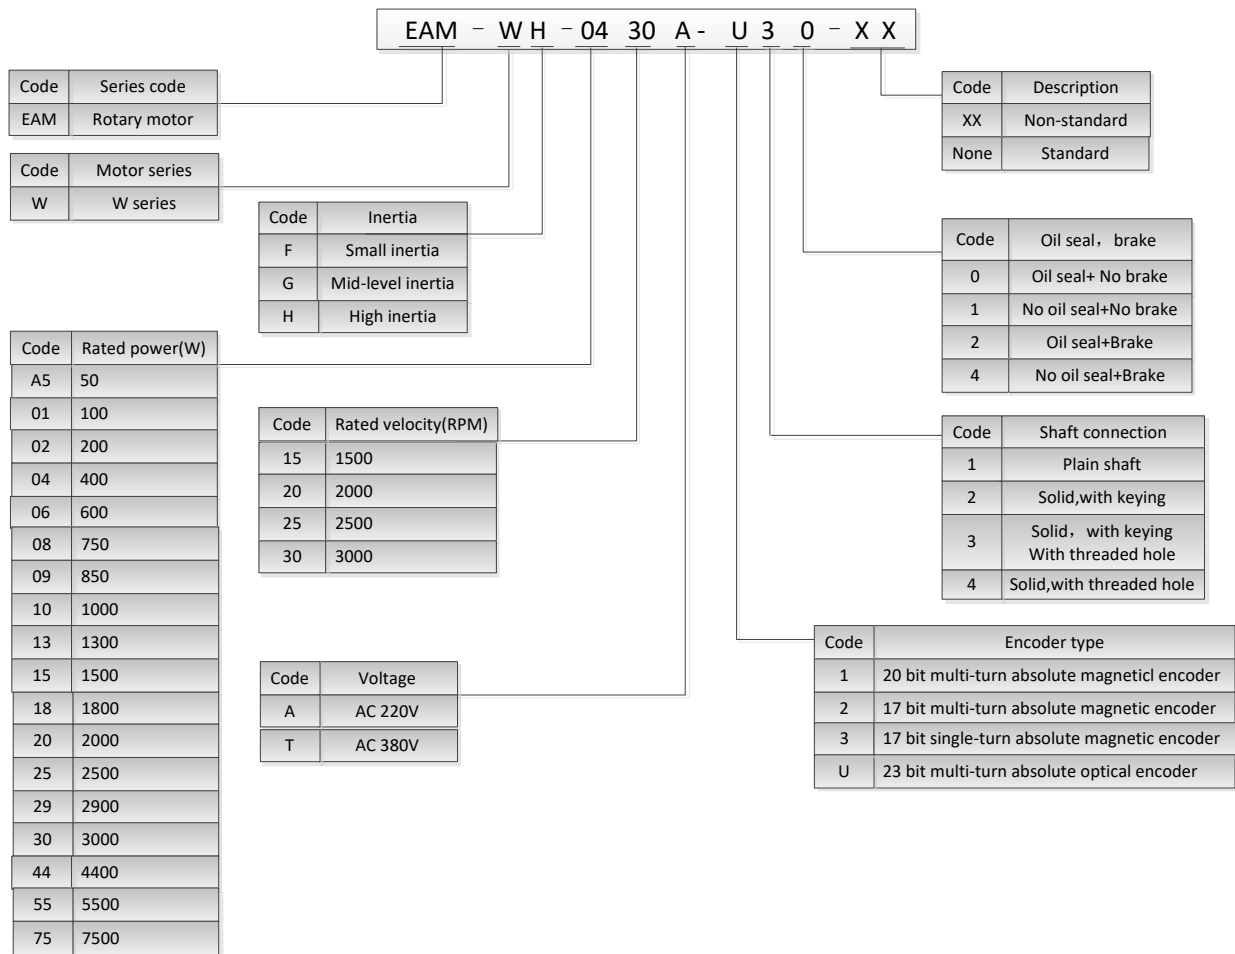 EAM - W H - 04 30 A - U 3 0 - X X
Code Series code
EAM Rotary motor
Code Motor series
W W series
Code Inertia
F Small inertia
G Mid-level inertia
H High inertia
Code Rated power(W)
A5 50
01 100
02 200
04 400
06 600
08 750
09 850
10 1000
13 1300
15 1500
18 1800
20 2000
25 2500
29 2900
30 3000
44 4400
55 5500
75 7500
Code Rated velocity(RPM)
15 1500
20 2000
25 2500
30 3000
Code Voltage
A AC 220V
T AC 380V
Code Description
XX Non-standard
None Standard
Code Oil seal，brake
0 Oil seal+ No brake
1 No oil seal+No brake
2 Oil seal+Brake
4 No oil seal+Brake
Code Shaft connection
1 Plain shaft
2 Solid,with keying
3 Solid，with keying
With threaded hole
4 Solid,with threaded hole
Code Encoder type
1 20 bit multi-turn absolute magneticl encoder
2 17 bit multi-turn absolute magnetic encoder
3 17 bit single-turn absolute magnetic encoder
U 23 bit multi-turn absolute optical encoder